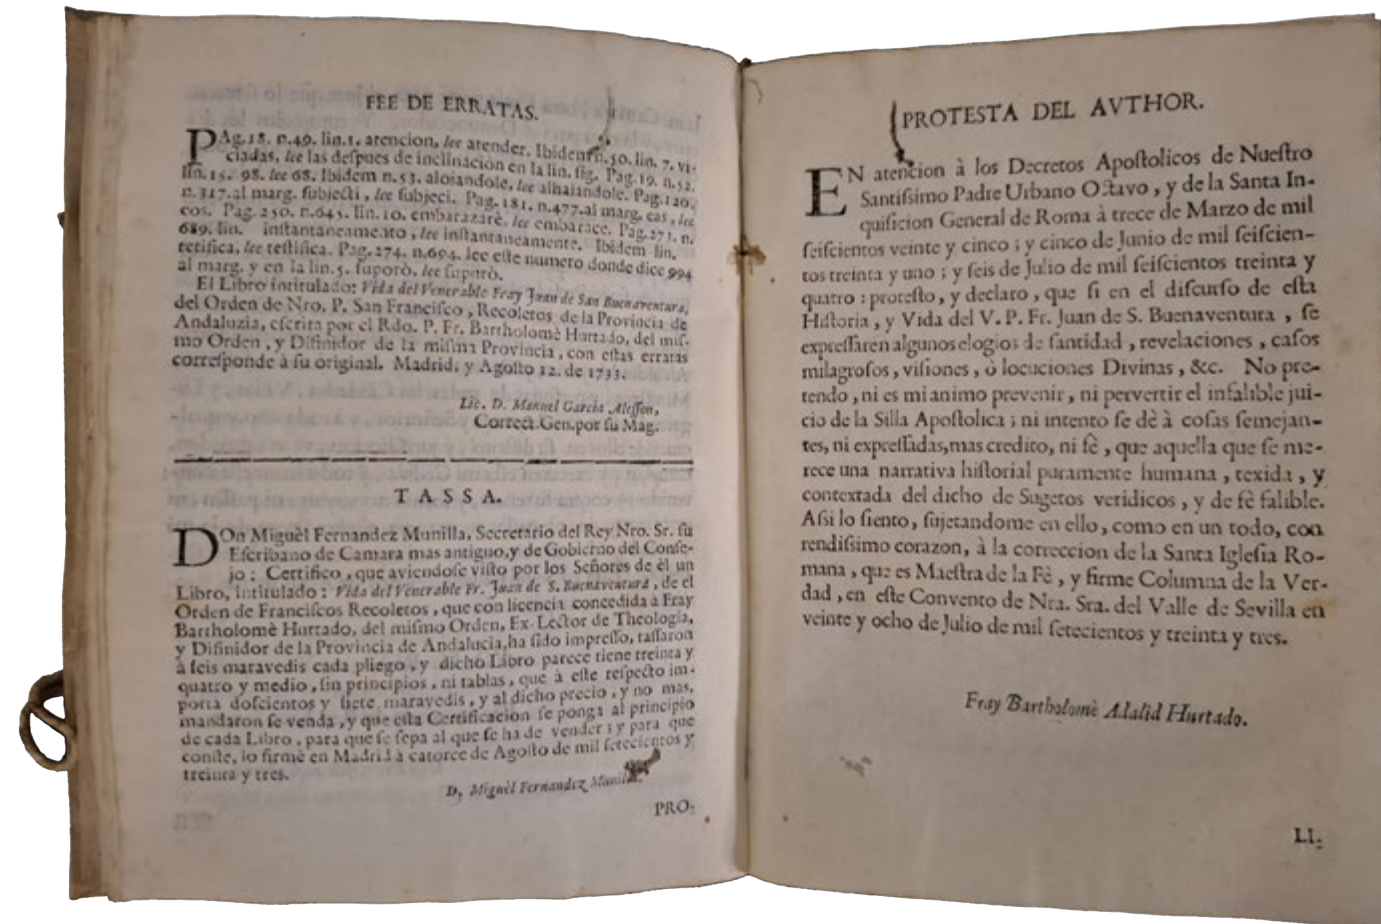 FEE DE ERRATAS.
PAg.18. n.49. lin.1. atencion, lee atender. Ibidem n.50. lin. 7. vi-
ciadas, lee las deſpues de inclinacion en la lin. ſig. Pag. 19. n.52.
lin.15. 98. lee 68. Ibidem n.53. alojandole, lee alhajandole. Pag.120.
n.317.al marg. ſubjecti, lee ſubjeci. Pag. 181. n.477.al marg. eas, lee
eos. Pag. 250. n.645. lin. 10. embarazarè, lee embarace. Pag. 271. n.
689. lin. inſtantaneamento, lee inſtantaneamente. Ibidem lin.
tetifica, lee teſtifica. Pag. 274. n.694. lee eſte numero donde dice 994
al marg. y en la lin.5. ſuporò, lee ſuperò.
El Libro intitulado: Vida del Venerable Fray Juan de San Buenaventura,
del Orden de Nro. P. San Franciſco, Recoletos de la Provincia de
Andaluzia, eſcrita por el Rdo. P. Fr. Bartholomè Hurtado, del miſ-
mo Orden, y Difinidor de la miſma Provincia, con eſtas erratas
correſponde à ſu original. Madrid, y Agoſto 12. de 1733.
Lic. D. Manuel Garcia Aleſſon,
Correct.Gen.por ſu Mag.
TASSA.
DOn Miguèl Fernandez Munilla, Secretario del Rey Nro. Sr. ſu
Eſcribano de Camara mas antiguo,y de Gobierno del Conſe-
jo: Certifico, que aviendoſe viſto por los Señores de èl un
Libro, intitulado: Vida del Venerable Fr. Juan de S. Buenaventura, de el
Orden de Franciſcos Recoletos, que con licencia concedida à Fray
Bartholomè Hurtado, del miſmo Orden, Ex-Lector de Theologia,
y Difinidor de la Provincia de Andalucia,ha ſido impreſſo, taſſaron
à ſeis maravedis cada pliego, y dicho Libro parece tiene treinta y
quatro y medio, ſin principios, ni tablas, que à eſte reſpecto im-
porta doſcientos y ſiete maravedis, y al dicho precio, y no mas,
mandaron ſe venda, y que eſta Certificacion ſe ponga al principio
de cada Libro, para que ſe ſepa al que ſe ha de vender; y para que
conſte, lo firmè en Madrid à catorce de Agoſto de mil ſetecientos y
treinta y tres.
D. Miguèl Fernandez Munilla.
PRO-
PROTESTA DEL AVTHOR.
EN atencion à los Decretos Apoſtolicos de Nueſtro
Santiſsimo Padre Urbano Octavo, y de la Santa In-
quiſicion General de Roma à trece de Marzo de mil
ſeiſcientos veinte y cinco; y cinco de Junio de mil ſeiſcien-
tos treinta y uno; y ſeis de Julio de mil ſeiſcientos treinta y
quatro: proteſto, y declaro, que ſi en el diſcurſo de eſta
Hiſtoria, y Vida del V. P. Fr. Juan de S. Buenaventura, ſe
expreſſaren algunos elogios de ſantidad, revelaciones, caſos
milagroſos, viſiones, ò locuciones Divinas, &c. No pre-
tendo, ni es mi animo prevenir, ni pervertir el infalible jui-
cio de la Silla Apoſtolica; ni intento ſe dè à coſas ſemejan-
tes, ni expreſſadas,mas credito, ni fè, que aquella que ſe me-
rece una narrativa hiſtorial puramente humana, texida, y
contextada del dicho de Sugetos veridicos, y de fè falible.
Aſsi lo ſiento, ſujetandome en ello, como en un todo, con
rendiſsimo corazon, à la correccion de la Santa Igleſia Ro-
mana, que es Maeſtra de la Fè, y firme Columna de la Ver-
dad, en eſte Convento de Nra. Sra. del Valle de Sevilla en
veinte y ocho de Julio de mil ſetecientos y treinta y tres.
Fray Bartholomè Adalid Hurtado.
LI-